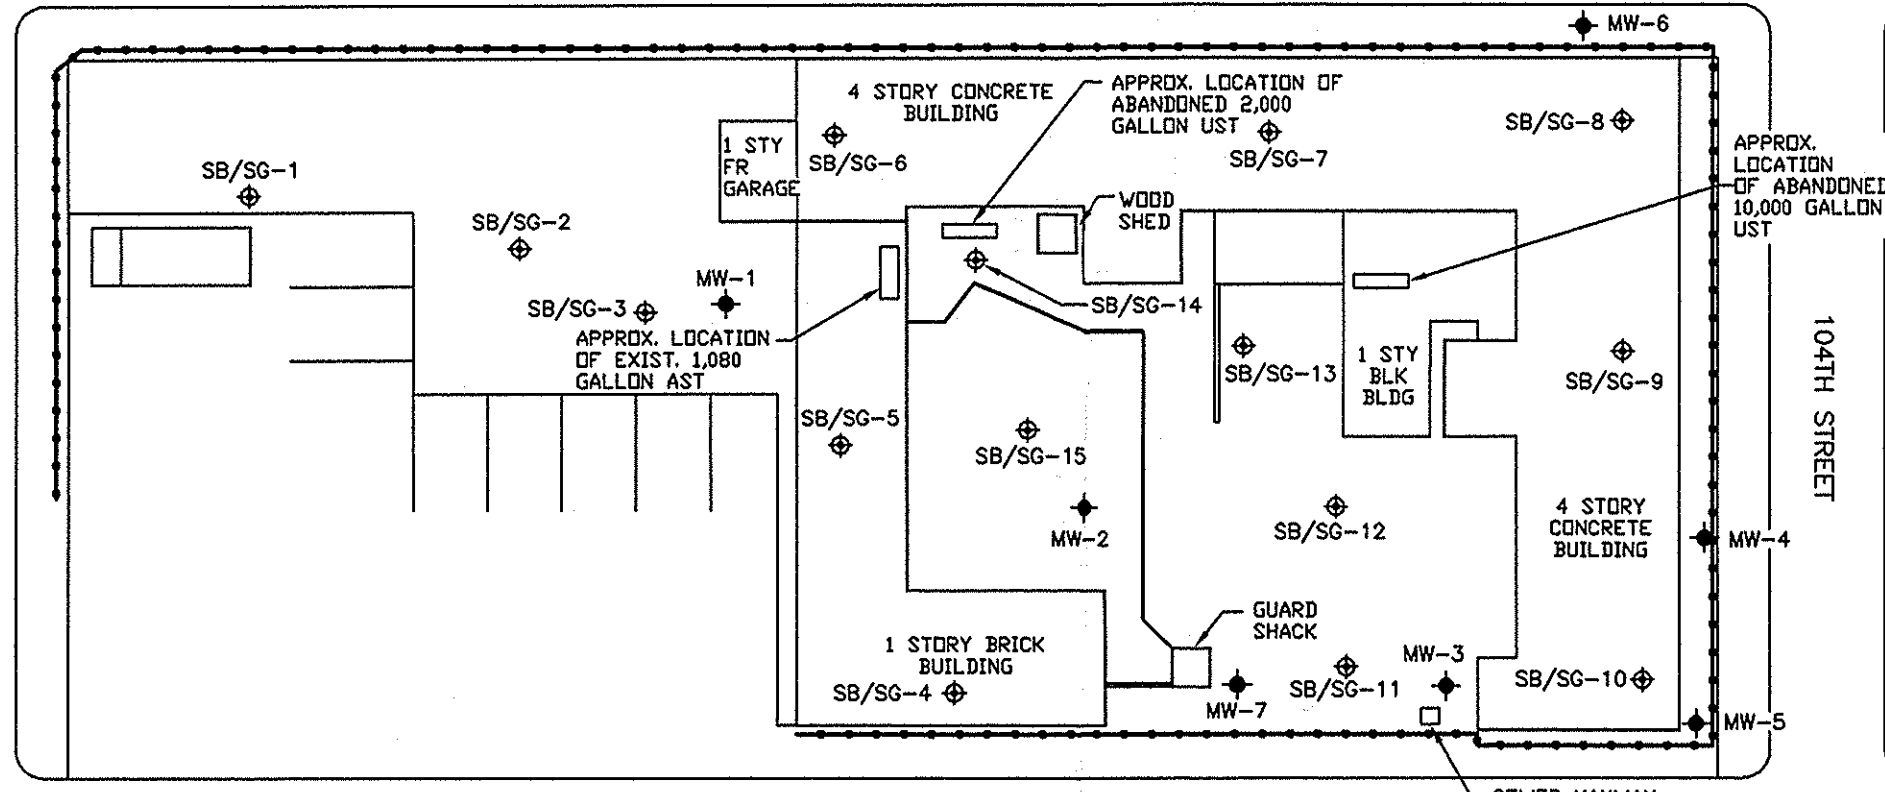 MW-6
4 STORY CONCRETE
BUILDING
APPROX. LOCATION OF
ABANDONED 2,000
GALLON UST
SB/SG-8
1 STY
FR
GARAGE
SB/SG-6
SB/SG-7
APPROX.
LOCATION
OF ABANDONED
10,000 GALLON
UST
SB/SG-1
SB/SG-2
WOOD
SHED
MW-1
SB/SG-3
SB/SG-14
APPROX. LOCATION
OF EXIST. 1,080
GALLON AST
SB/SG-13
1 STY
BLK
BLDG
SB/SG-9
104TH STREET
SB/SG-5
SB/SG-15
MW-2
SB/SG-12
4 STORY
CONCRETE
BUILDING
MW-4
GUARD
SHACK
1 STORY BRICK
BUILDING
SB/SG-4
MW-7
SB/SG-11
MW-3
SB/SG-10
MW-5